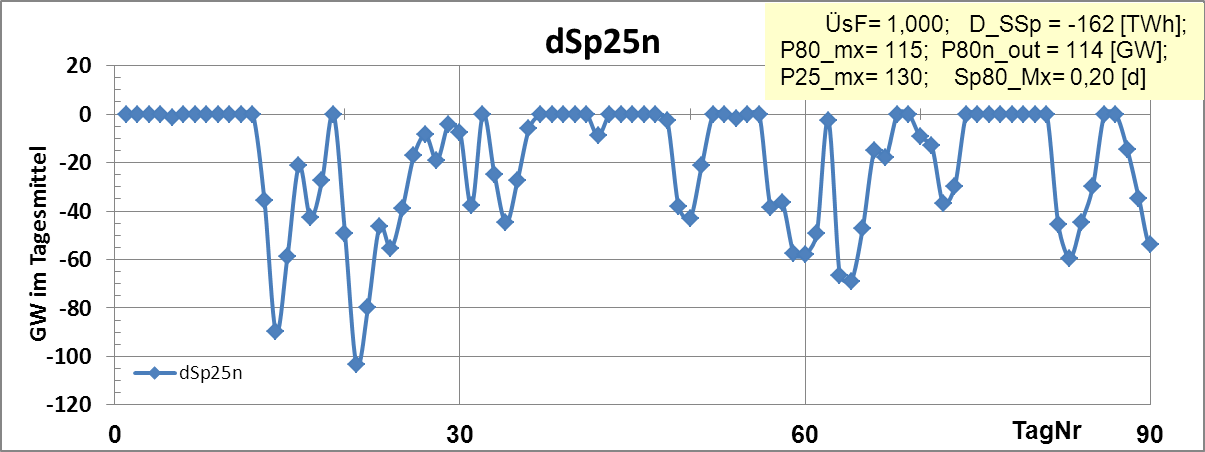 dSp25n
ÜsF= 1,000; D_SSp = -162 [TWh];
P80_mx= 115; P80n_out = 114 [GW];
P25_mx= 130; Sp80_Mx= 0,20 [d]
GW im Tagesmittel
20
0
-20
-40
-60
-80
-100
-120
dSp25n
0
30
60
TagNr
90